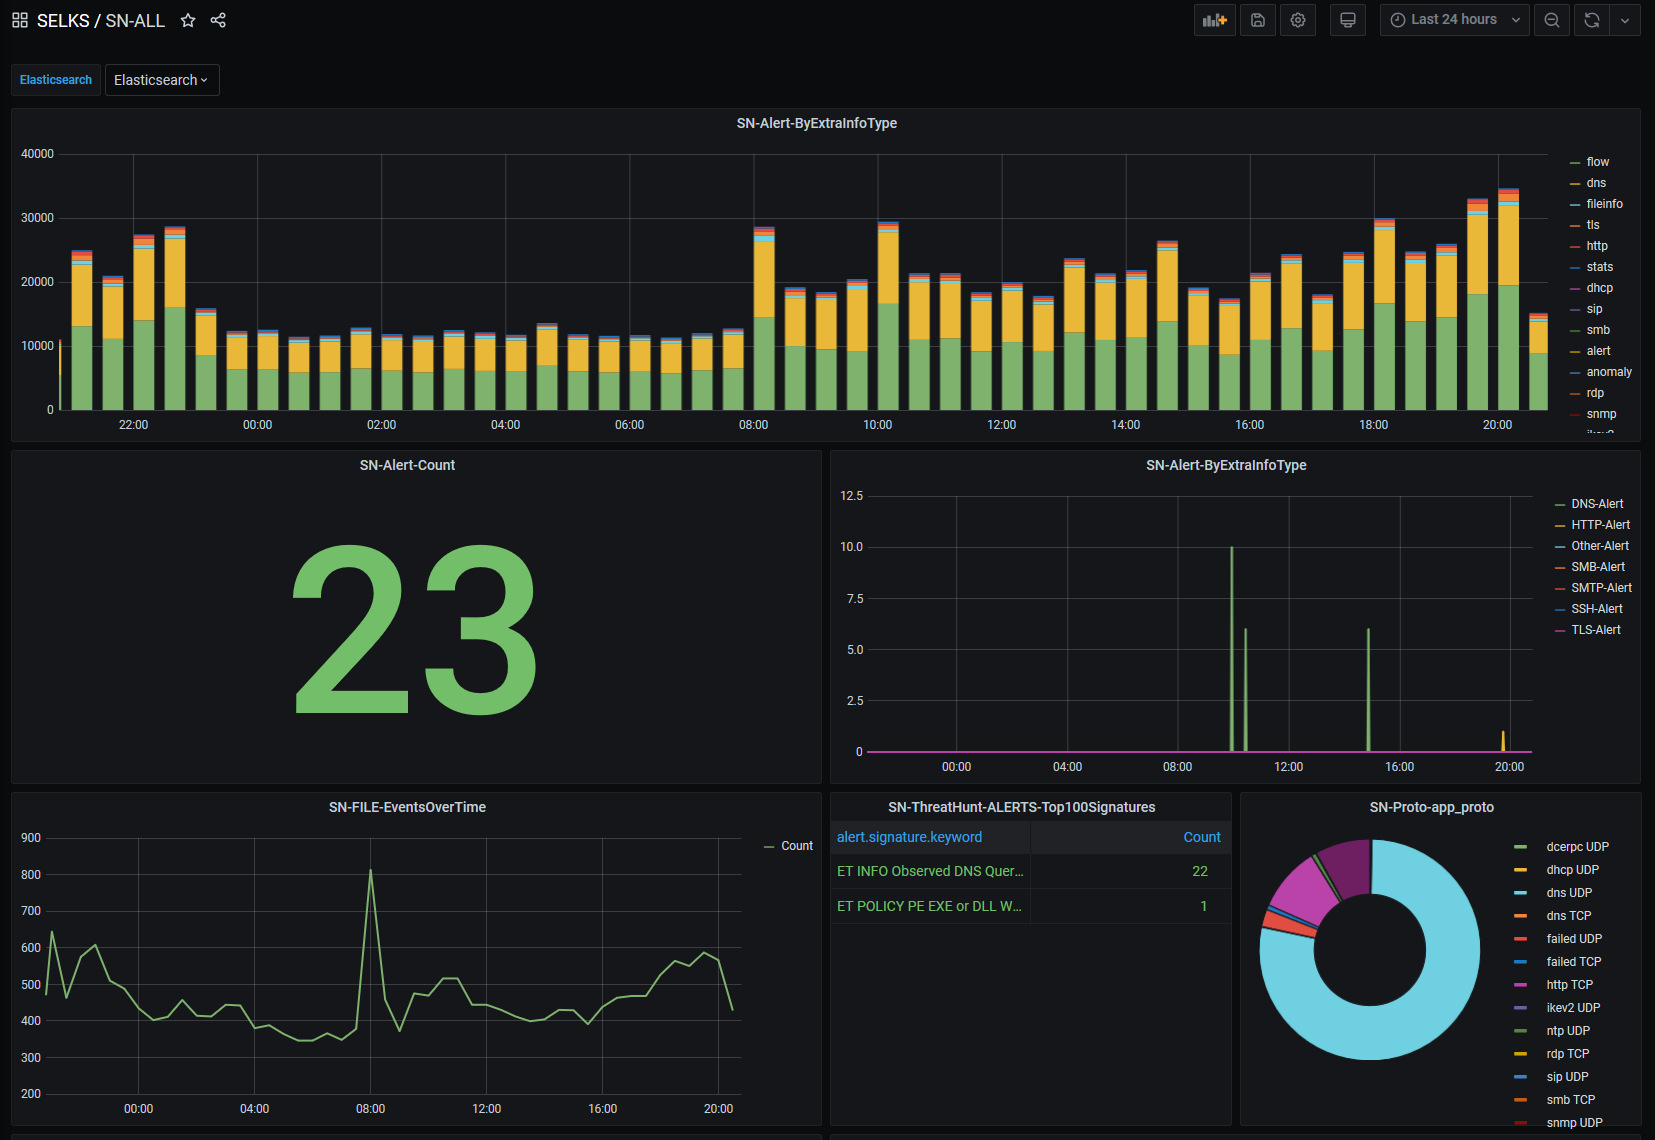 SELKS / SN-ALL
Last 24 hours
Elasticsearch
Elasticsearch
SN-Alert-ByExtraInfoType
40000
30000
20000
10000
0
22:00
00:00
02:00
04:00
06:00
08:00
10:00
12:00
14:00
16:00
18:00
20:00
flow
dns
fileinfo
tls
http
stats
dhcp
sip
smb
alert
anomaly
rdp
snmp
SN-Alert-Count
23
SN-Alert-ByExtraInfoType
12.5
10.0
7.5
5.0
2.5
0
00:00
04:00
08:00
12:00
16:00
20:00
DNS-Alert
HTTP-Alert
Other-Alert
SMB-Alert
SMTP-Alert
SSH-Alert
TLS-Alert
SN-FILE-EventsOverTime
900
800
700
600
500
400
300
200
00:00
04:00
08:00
12:00
16:00
20:00
Count
SN-ThreatHunt-ALERTS-Top100Signatures
alert.signature.keyword Count
ET INFO Observed DNS Quer... 22
ET POLICY PE EXE or DLL W... 1
SN-Proto-app_proto
dcerpc UDP
dhcp UDP
dns UDP
dns TCP
failed UDP
failed TCP
http TCP
ikev2 UDP
ntp UDP
rdp TCP
sip UDP
smb TCP
snmp UDP